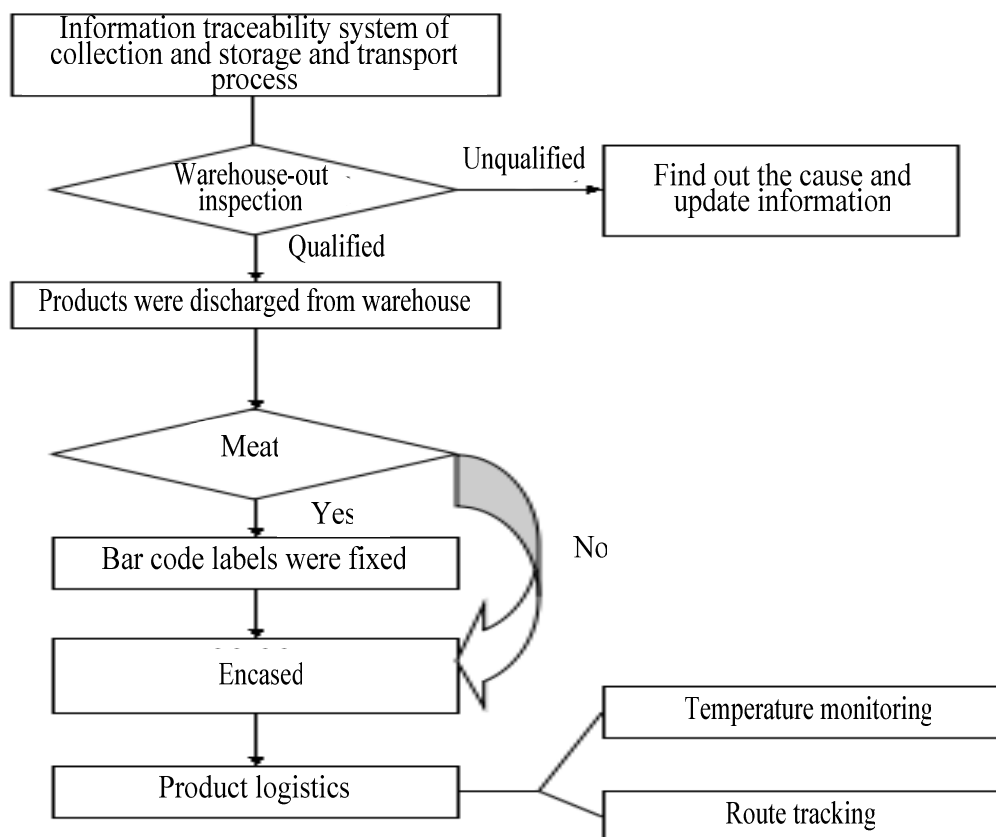 Information traceability system of
collection and storage and transport
process
Unqualified
Warehouse-out
inspection
Find out the cause and
update information
Qualified
Products were discharged from warehouse
Meat
Yes
No
Bar code labels were fixed
Encased
Temperature monitoring
Product logistics
Route tracking